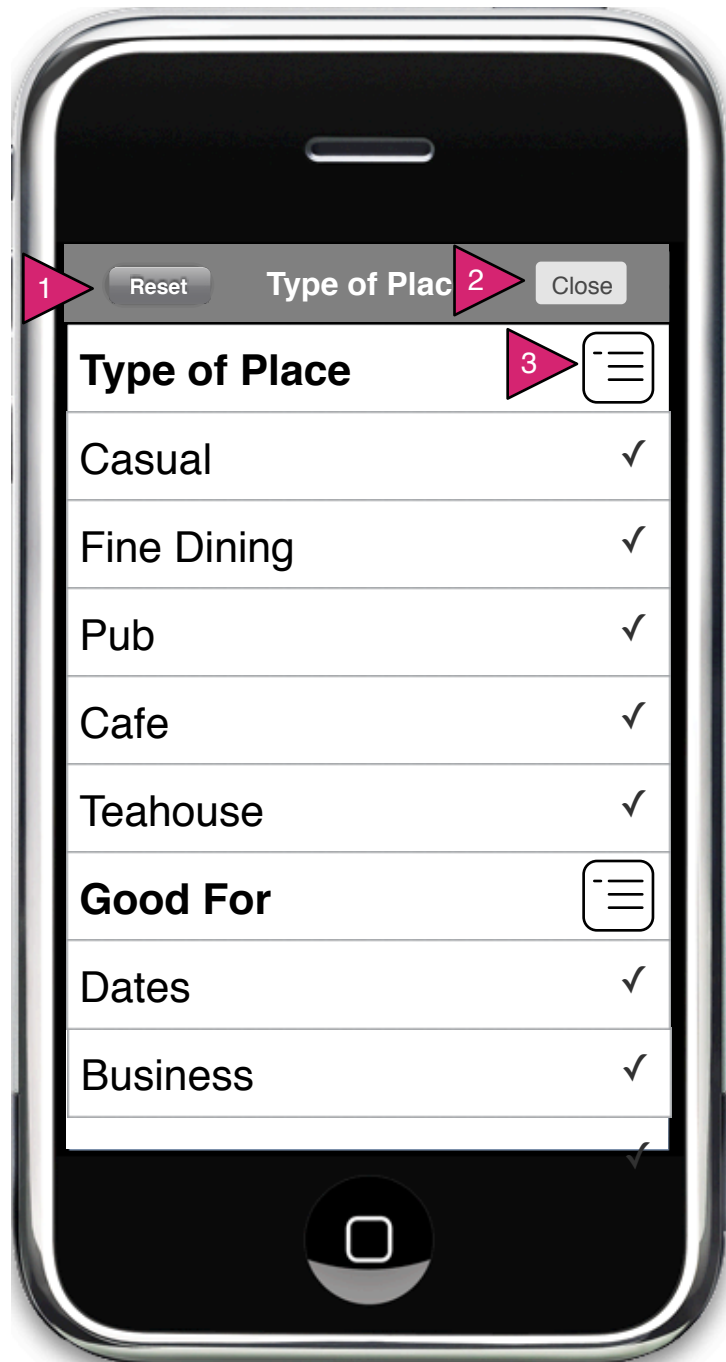 1 Reset Type of Plac 2 Close
Type of Place 3
Casual
Fine Dining
Pub
Cafe
Teahouse
Good For
Dates
Business